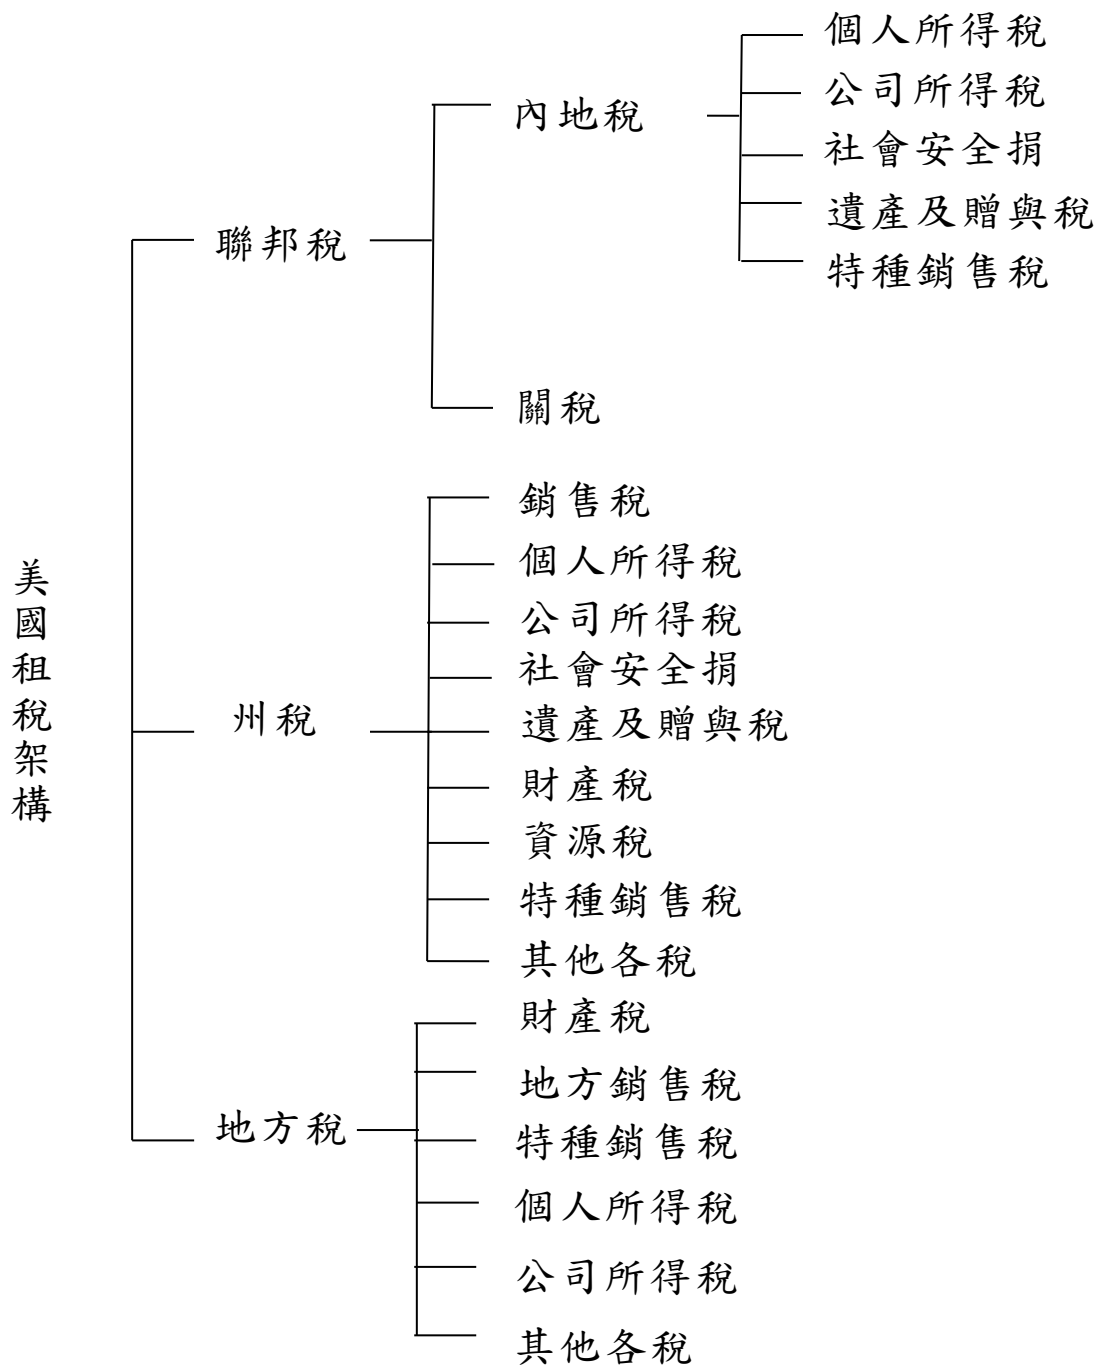 美國租稅架構
聯邦稅
內地稅
個人所得稅
公司所得稅
社會安全捐
遺產及贈與稅
特種銷售稅
關稅
州稅
銷售稅
個人所得稅
公司所得稅
社會安全捐
遺產及贈與稅
財產稅
資源稅
特種銷售稅
其他各稅
地方稅
財產稅
地方銷售稅
特種銷售稅
個人所得稅
公司所得稅
其他各稅